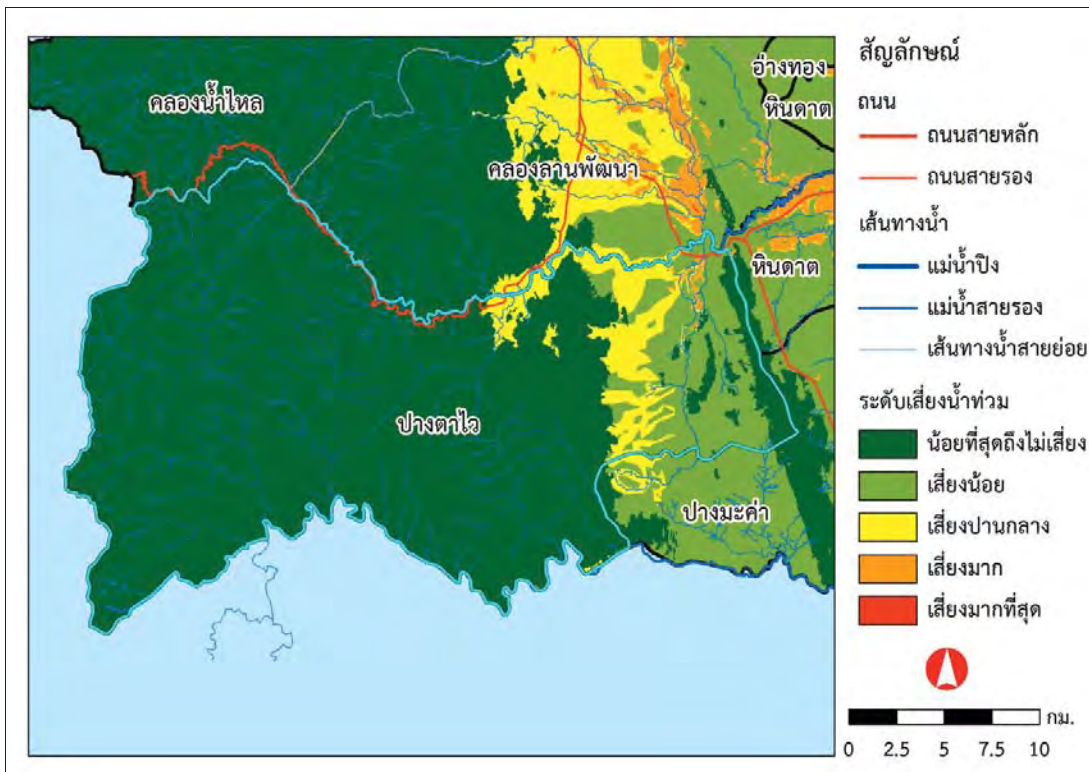 สัญลักษณ์
ถนน
ถนนสายหลัก
ถนนสายรอง
เส้นทางน้ำ
แม่น้ำปิง
แม่น้ำสายรอง
เส้นทางน้ำสายย่อย
ระดับเสี่ยงน้ำท่วม
น้อยที่สุดถึงไม่เสี่ยง
เสี่ยงน้อย
เสี่ยงปานกลาง
เสี่ยงมาก
เสี่ยงมากที่สุด
กม.
0 2.5 5 7.5 10
อ่างทอง
หินดาต
คลองน้ำไหล
คลองลานพัฒนา
หินดาต
ปางตาไว
ปางมะค่า